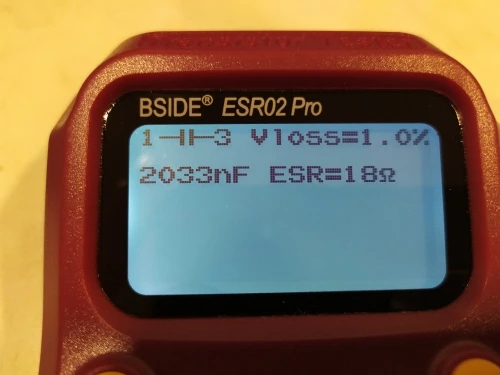 BSIDE® ESR02 Pro
1⊣⊢3 Vloss=1.0%
2033nF ESR=18Ω